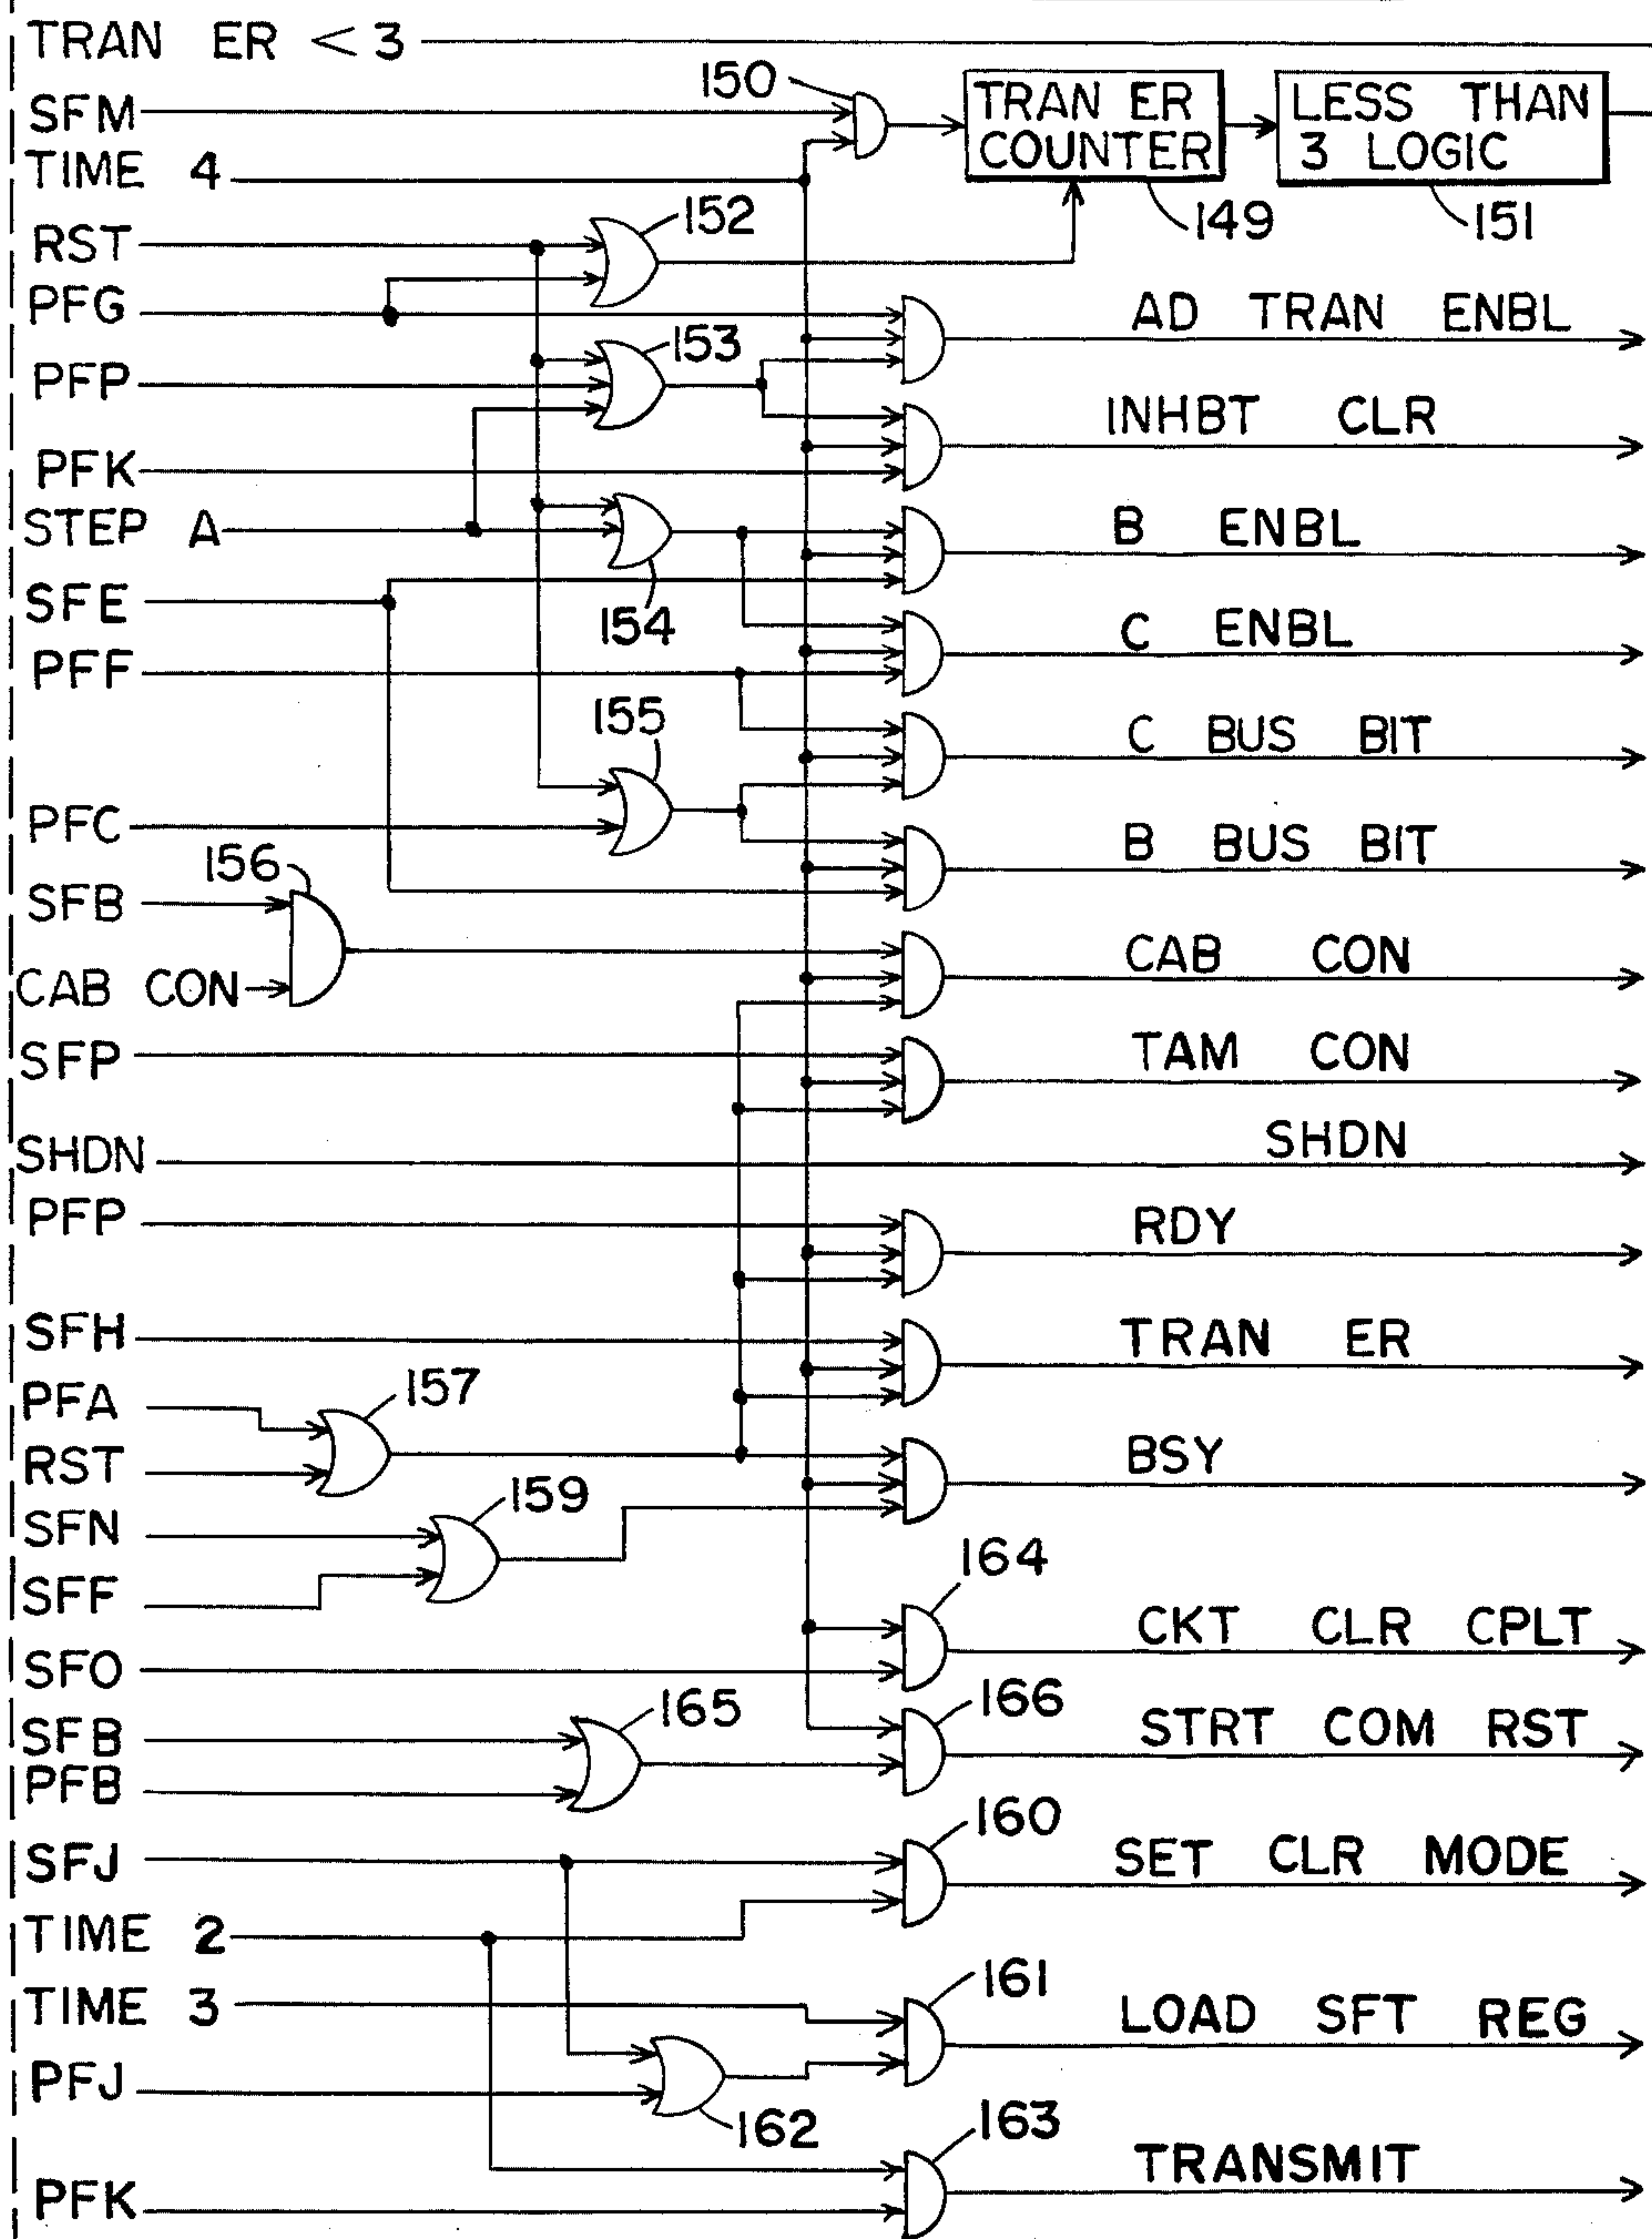 TRAN ER < 3
150
SFM
TRAN ER COUNTER
LESS THAN 3 LOGIC
TIME 4
149
151
152
RST
PFG
AD TRAN ENBL
153
PFP
INHBT CLR
PFK
STEP A
B ENBL
SFE
154
C ENBL
PFF
155
C BUS BIT
PFC
B BUS BIT
156
SFB
CAB CON
CAB CON
SFP
TAM CON
SHDN
SHDN
PFP
RDY
SFH
TRAN ER
PFA
157
RST
BSY
159
SFN
164
SFF
CKT CLR CPLT
SFO
165
166
SFB
STRT COM RST
PFB
160
SFJ
SET CLR MODE
TIME 2
161
TIME 3
LOAD SFT REG
PFJ
162
163
TRANSMIT
PFK